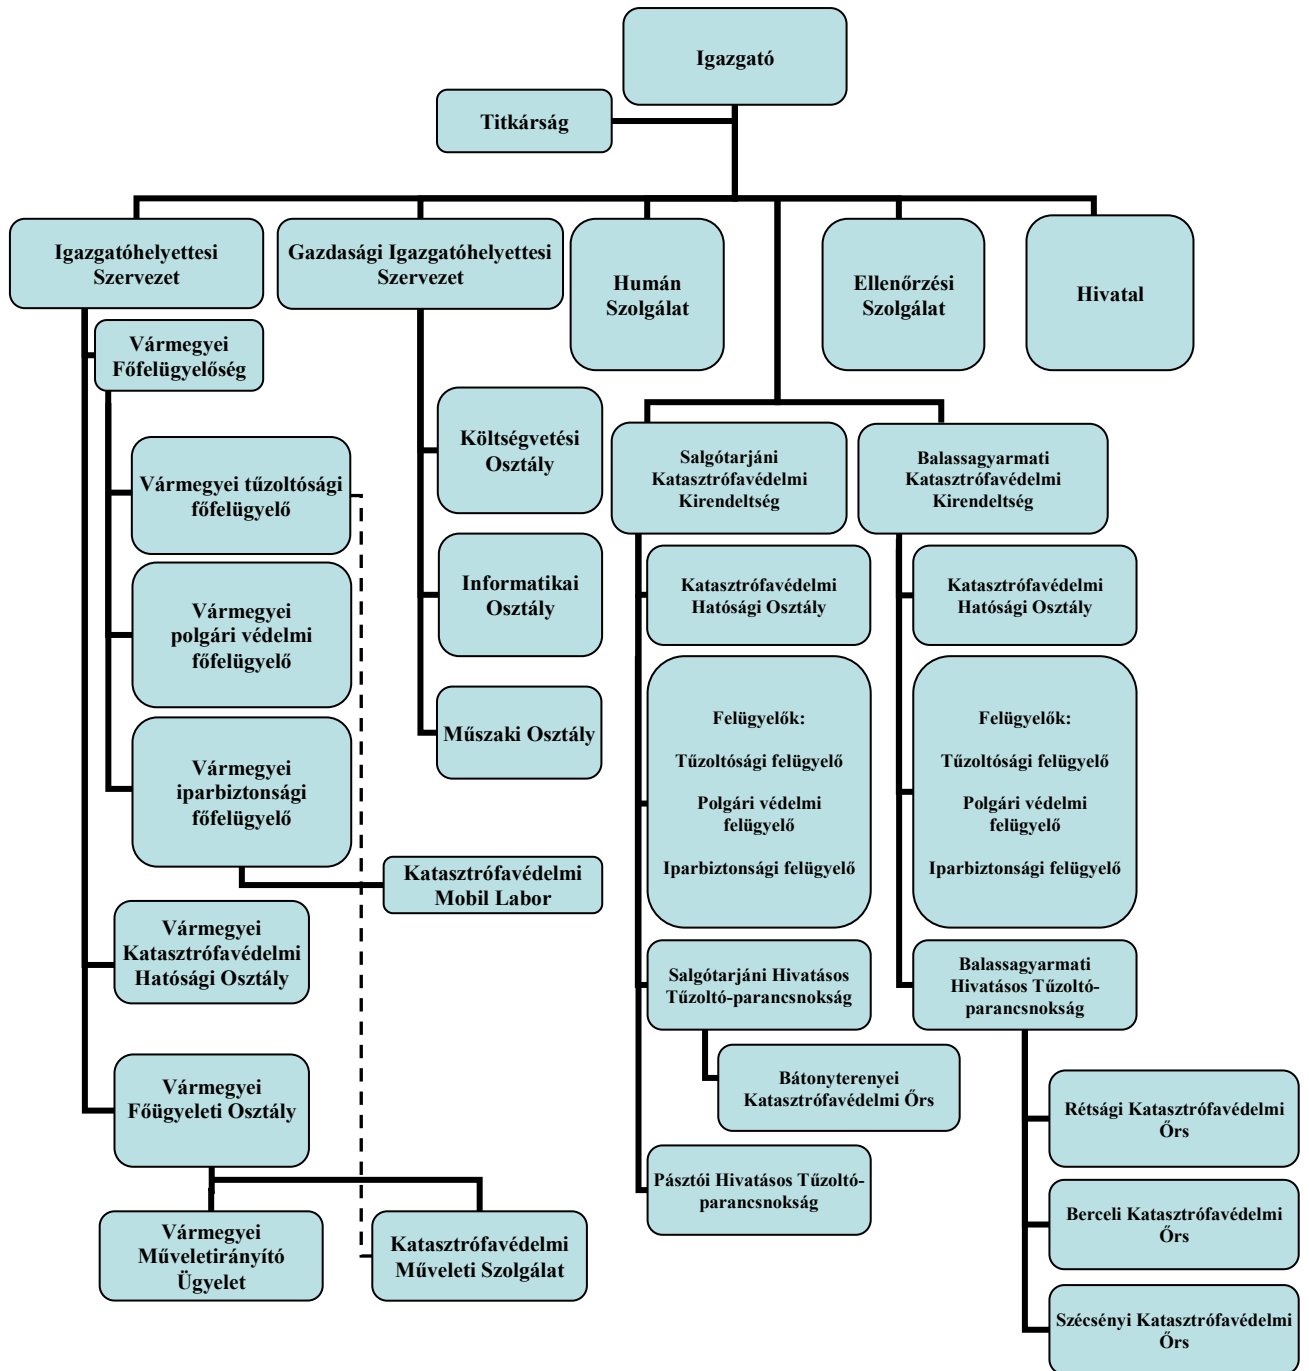 Igazgató
Titkárság
Igazgatóhelyettesi
Szervezet
Gazdasági Igazgatóhelyettesi
Szervezet
Humán
Szolgálat
Ellenőrzési
Szolgálat
Hivatal
Vármegyei
Főfelügyelőség
Vármegyei tűzoltósági
főfelügyelő
Vármegyei
polgári védelmi
főfelügyelő
Vármegyei
iparbiztonsági
főfelügyelő
Katasztrófavédelmi
Mobil Labor
Vármegyei
Katasztrófavédelmi
Hatósági Osztály
Vármegyei
Főügyeleti Osztály
Vármegyei
Műveletirányító
Ügyelet
Katasztrófavédelmi
Műveleti Szolgálat
Költségvetési
Osztály
Informatikai
Osztály
Műszaki Osztály
Salgótarjáni
Katasztrófavédelmi
Kirendeltség
Katasztrófavédelmi
Hatósági Osztály
Felügyelők:
Tűzoltósági felügyelő
Polgári védelmi
felügyelő
Iparbiztonsági felügyelő
Salgótarjáni Hivatásos
Tűzoltó-parancsnokság
Bátonyterenyei
Katasztrófavédelmi Őrs
Pásztói Hivatásos Tűzoltó-
parancsnokság
Balassagyarmati
Katasztrófavédelmi
Kirendeltség
Katasztrófavédelmi
Hatósági Osztály
Felügyelők:
Tűzoltósági felügyelő
Polgári védelmi
felügyelő
Iparbiztonsági felügyelő
Balassagyarmati
Hivatásos Tűzoltó-
parancsnokság
Rétsági Katasztrófavédelmi
Őrs
Berceli Katasztrófavédelmi
Őrs
Szécsényi Katasztrófavédelmi
Őrs